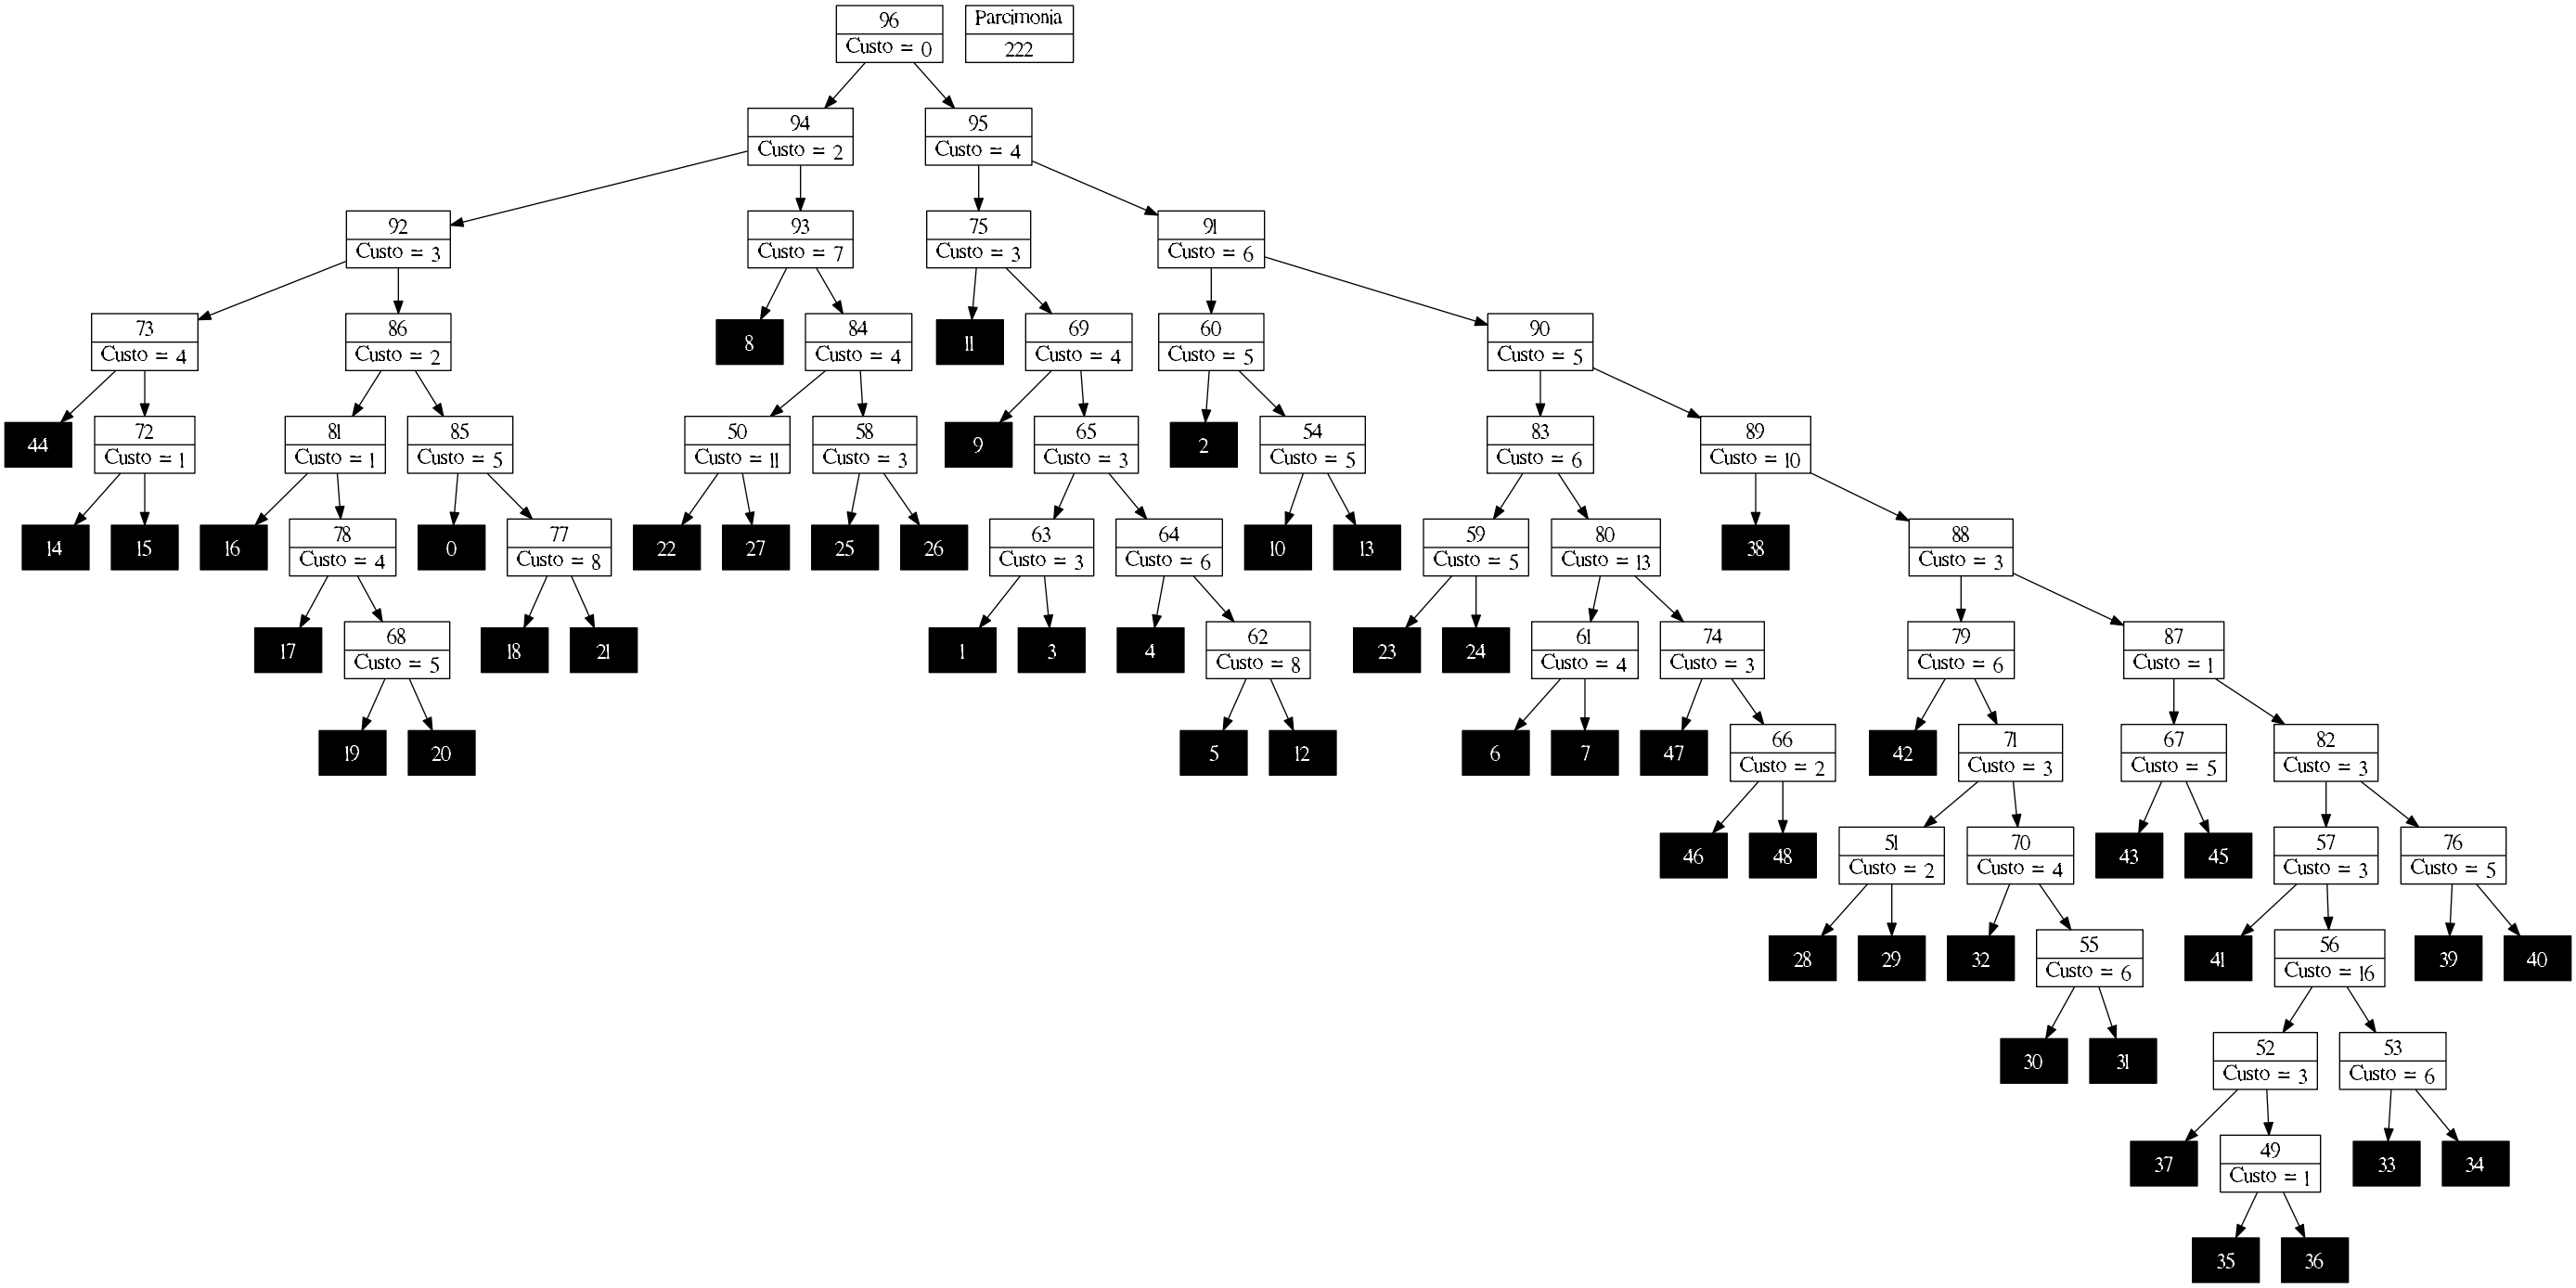 96
Custo = 0
Parcimonia
222
94
Custo = 2
95
Custo = 4
92
Custo = 3
93
Custo = 7
75
Custo = 3
91
Custo = 6
73
Custo = 4
86
Custo = 2
8
84
Custo = 4
11
69
Custo = 4
60
Custo = 5
90
Custo = 5
44
72
Custo = 1
81
Custo = 1
85
Custo = 5
50
Custo = 11
58
Custo = 3
9
65
Custo = 3
2
54
Custo = 5
83
Custo = 6
89
Custo = 10
14
15
16
78
Custo = 4
0
77
Custo = 8
22
27
25
26
63
Custo = 3
64
Custo = 6
10
13
59
Custo = 5
80
Custo = 13
38
88
Custo = 3
17
68
Custo = 5
18
21
1
3
4
62
Custo = 8
23
24
61
Custo = 4
74
Custo = 3
79
Custo = 6
87
Custo = 1
19
20
5
12
6
7
47
66
Custo = 2
42
71
Custo = 3
67
Custo = 5
82
Custo = 3
46
48
51
Custo = 2
70
Custo = 4
43
45
57
Custo = 3
76
Custo = 5
28
29
32
55
Custo = 6
41
56
Custo = 16
39
40
30
31
52
Custo = 3
53
Custo = 6
37
49
Custo = 1
33
34
35
36